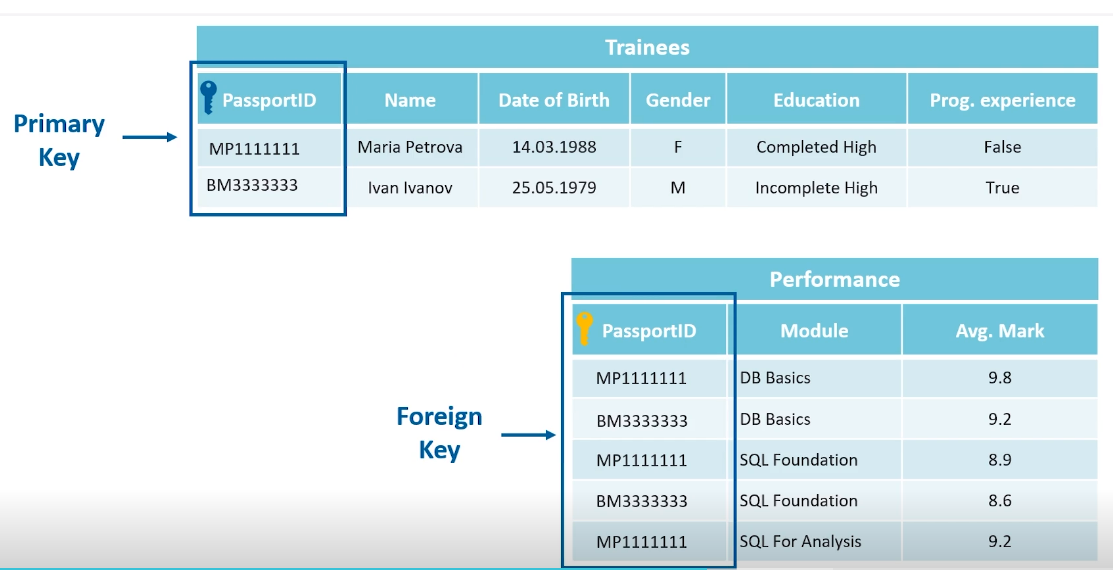 Trainees
Primary Key
PassportID Name Date of Birth Gender Education Prog. experience
MP1111111 Maria Petrova 14.03.1988 F Completed High False
BM3333333 Ivan Ivanov 25.05.1979 M Incomplete High True
Performance
Foreign Key
PassportID Module Avg. Mark
MP1111111 DB Basics 9.8
BM3333333 DB Basics 9.2
MP1111111 SQL Foundation 8.9
BM3333333 SQL Foundation 8.6
MP1111111 SQL For Analysis 9.2